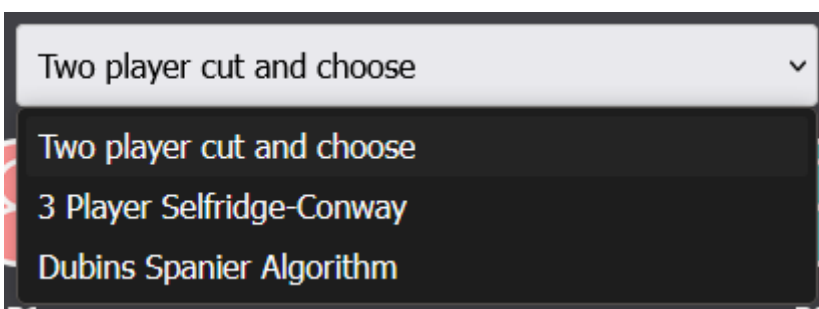 Two player cut and choose
Two player cut and choose
3 Player Selfridge-Conway
Dubins Spanier Algorithm